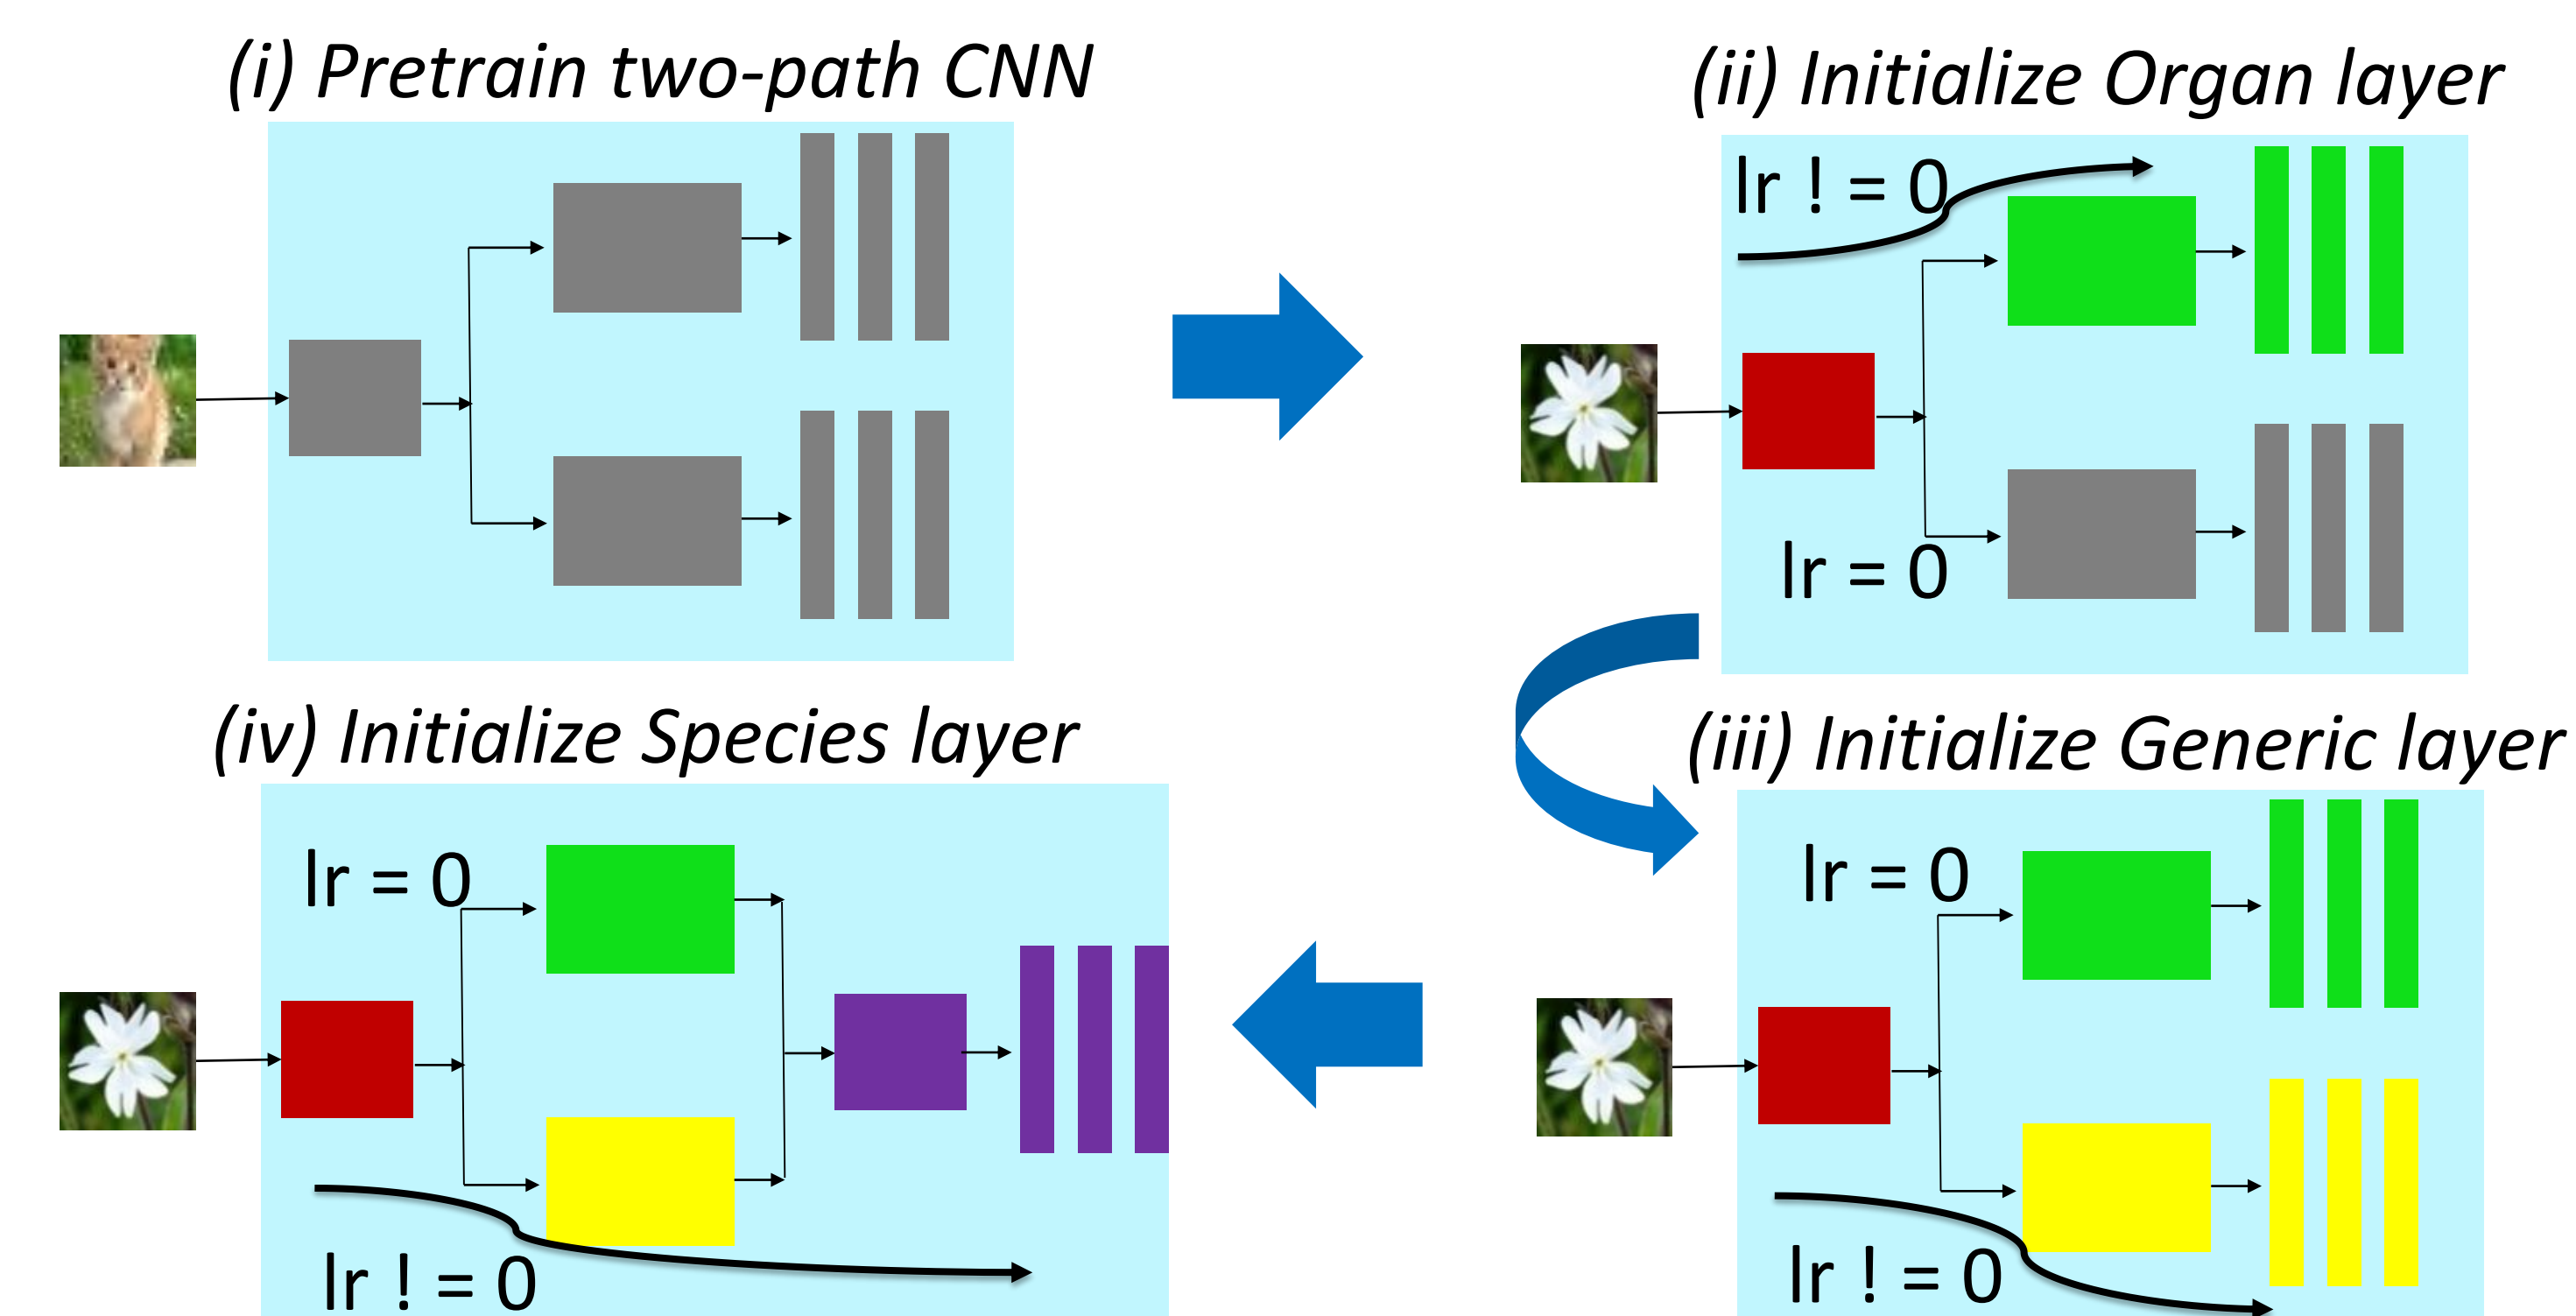 (i) Pretrain two-path CNN
(ii) Initialize Organ layer
lr ! = 0
lr = 0
(iv) Initialize Species layer
lr = 0
lr ! = 0
(iii) Initialize Generic layer
lr = 0
lr ! = 0